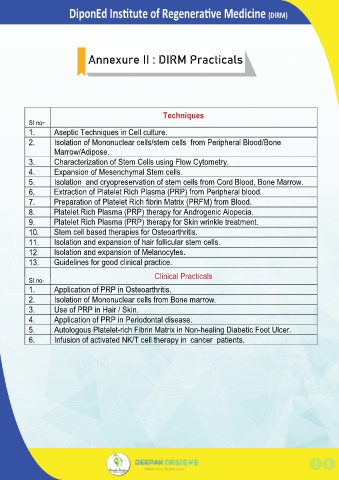 DiponEd Institute of Regenerative Medicine (DIRM)
Annexure II : DIRM Practicals
Sl no- Techniques
1. Aseptic Techniques in Cell culture.
2. Isolation of Mononuclear cells/stem cells from Peripheral Blood/Bone
Marrow/Adipose.
3. Characterization of Stem Cells using Flow Cytometry.
4. Expansion of Mesenchymal Stem cells.
5. Isolation and cryopreservation of stem cells from Cord Blood, Bone Marrow.
6. Extraction of Platelet Rich Plasma (PRP) from Peripheral blood.
7. Preparation of Platelet Rich fibrin Matrix (PRFM) from Blood.
8. Platelet Rich Plasma (PRP) therapy for Androgenic Alopecia.
9. Platelet Rich Plasma (PRP) therapy for Skin wrinkle treatment.
10. Stem cell based therapies for Osteoarthritis.
11. Isolation and expansion of hair follicular stem cells.
12. Isolation and expansion of Melanocytes.
13. Guidelines for good clinical practice.
Sl no- Clinical Practicals
1. Application of PRP in Osteoarthritis.
2. Isolation of Mononuclear cells from Bone marrow.
3. Use of PRP in Hair / Skin.
4. Application of PRP in Periodontal disease.
5. Autologous Platelet-rich Fibrin Matrix in Non-healing Diabetic Foot Ulcer.
6. Infusion of activated NK/T cell therapy in cancer patients.
DEEPAK DESIGNS